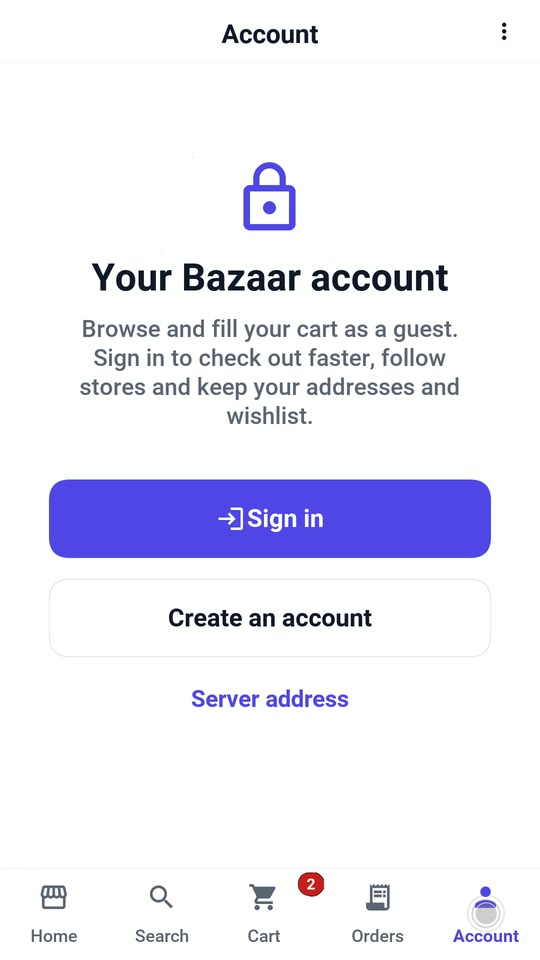 Account
Your Bazaar account
Browse and fill your cart as a guest.
Sign in to check out faster, follow
stores and keep your addresses and
wishlist.
Sign in
Create an account
Server address
2
Home
Search
Cart
Orders
Account